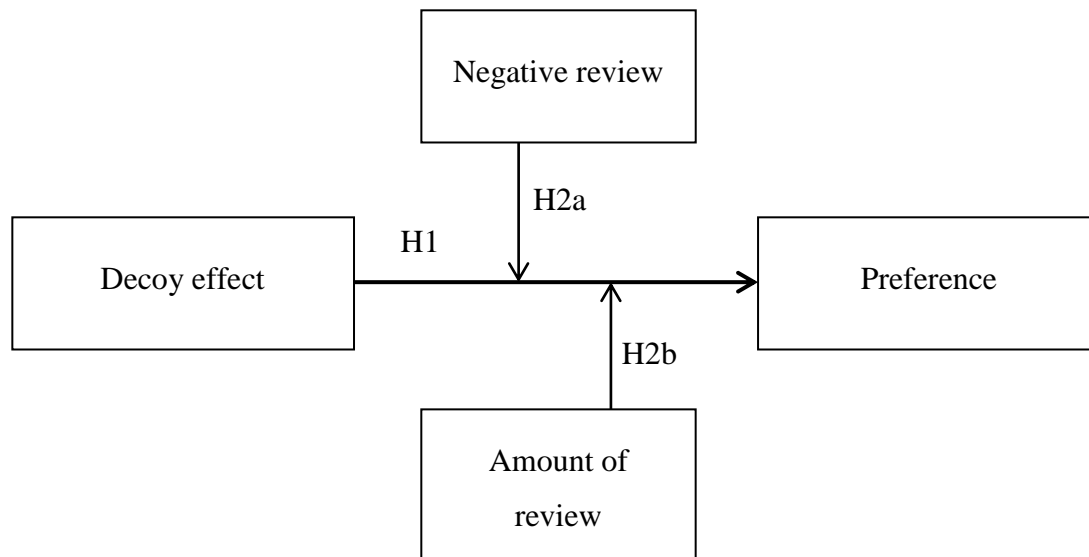 Negative review
H2a
H1
Decoy effect
Preference
H2b
Amount of
review